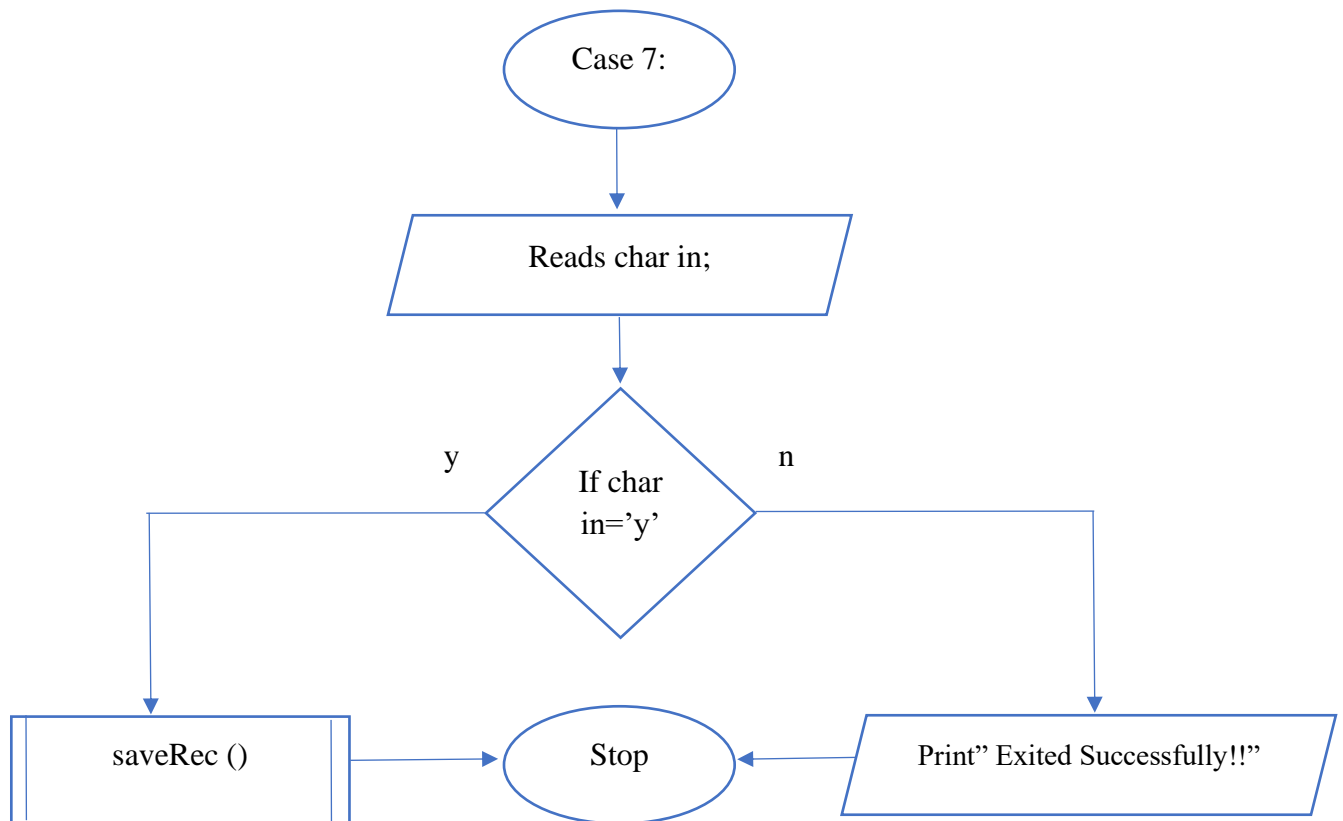 Case 7:
Reads char in;
y
n
If char
in=’y’
saveRec ()
Stop
Print” Exited Successfully!!”